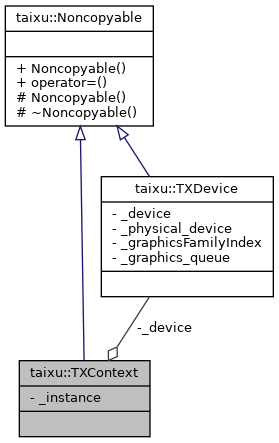 taixu::Noncopyable
+ Noncopyable()
+ operator=()
# Noncopyable()
# ~Noncopyable()
taixu::TXDevice
- _device
- _physical_device
- _graphicsFamilyIndex
- _graphics_queue
-_device
taixu::TXContext
- _instance